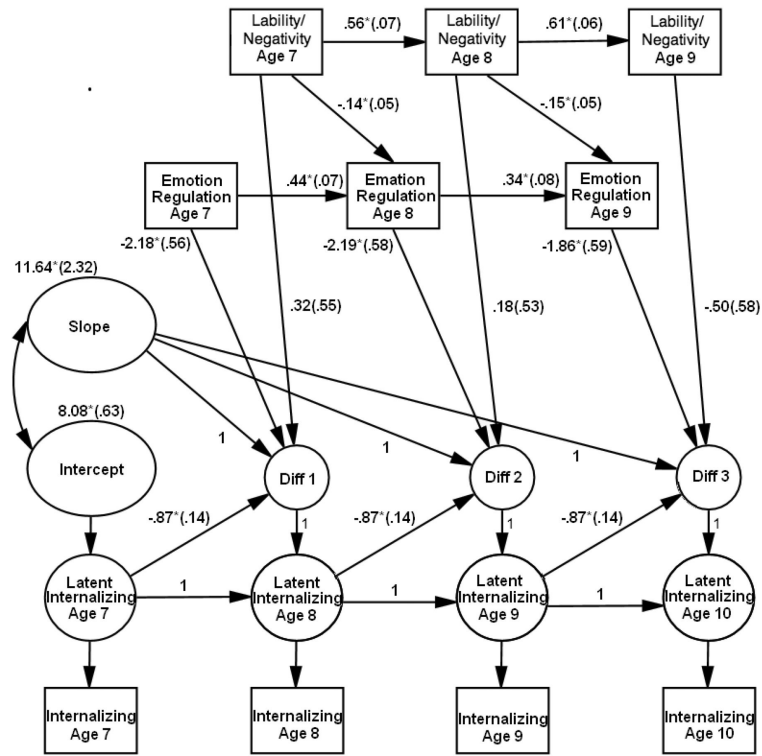 Lability/
Negativity
Age 7
.56*(.07)
Lability/
Negativity
Age 8
.61*(.06)
Lability/
Negativity
Age 9
-.14*(.05)
-.15*(.05)
Emotion
Regulation
Age 7
.44*(.07)
Emotion
Regulation
Age 8
.34*(.08)
Emotion
Regulation
Age 9
-2.18*(.56)
-2.19*(.58)
-1.86*(.59)
11.64*(2.32)
Slope
.32(.55)
.18(.53)
-.50(.58)
8.08*(.63)
Intercept
1
1
1
Diff 1
Diff 2
Diff 3
-.87*(.14)
1
-.87*(.14)
1
-.87*(.14)
1
Latent
Internalizing
Age 7
1
Latent
Internalizing
Age 8
1
Latent
Internalizing
Age 9
1
Latent
Internalizing
Age 10
Internalizing
Age 7
Internalizing
Age 8
Internalizing
Age 9
Internalizing
Age 10